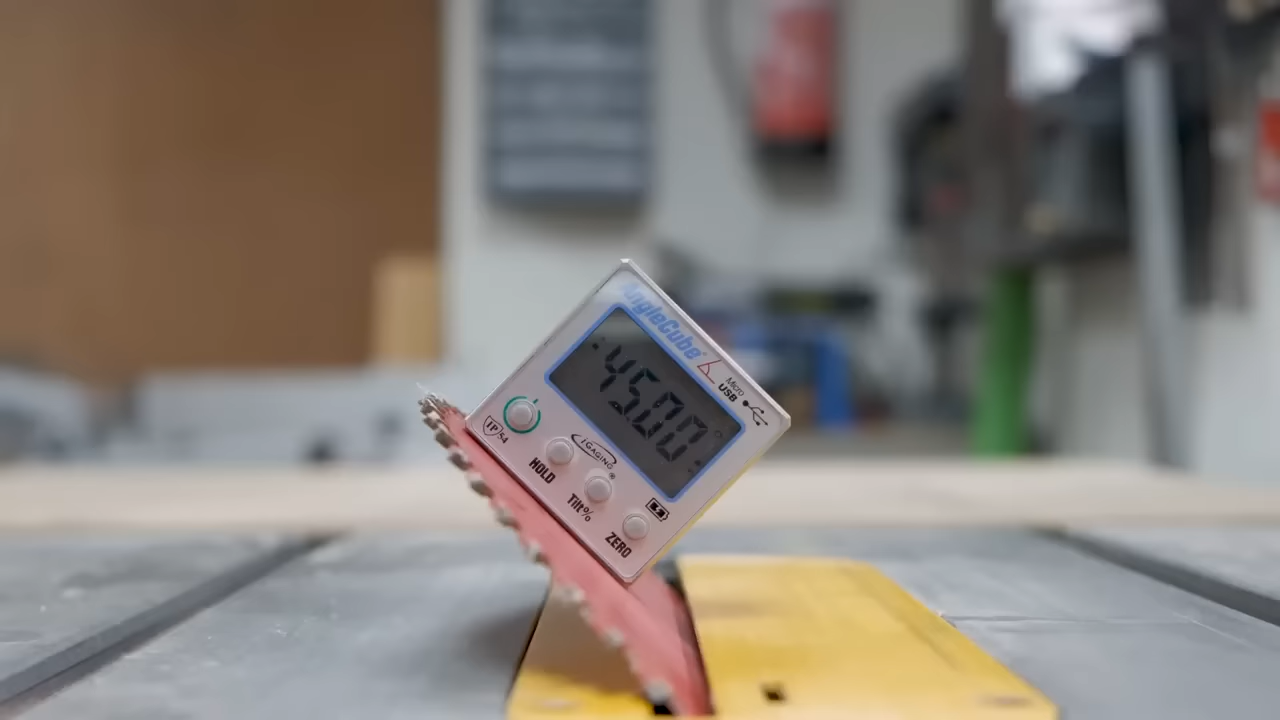 AngleCube
Micro
USB
45.00°
IP54
iGAGING®
HOLD
Tilt%
ZERO